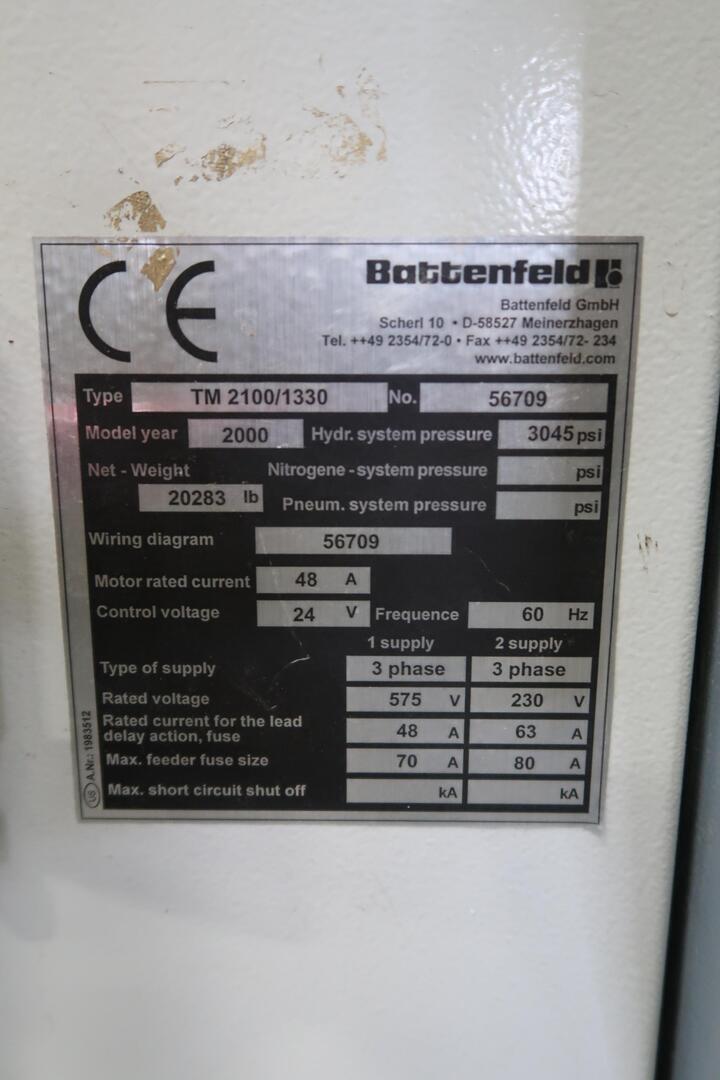 CE
Battenfeld
Battenfeld GmbH
Scherl 10 • D-58527 Meinerzhagen
Tel. ++49 2354/72-0 • Fax ++49 2354/72- 234
www.battenfeld.com
Type TM 2100/1330 No. 56709
Model year 2000 Hydr. system pressure 3045 psi
Net - Weight Nitrogene - system pressure psi
20283 lb Pneum. system pressure psi
Wiring diagram 56709
Motor rated current 48 A
Control voltage 24 V Frequence 60 Hz
1 supply 2 supply
Type of supply 3 phase 3 phase
Rated voltage 575 V 230 V
Rated current for the lead
delay action, fuse 48 A 63 A
Max. feeder fuse size 70 A 80 A
Max. short circuit shut off kA kA
US A.Nr.: 1983512